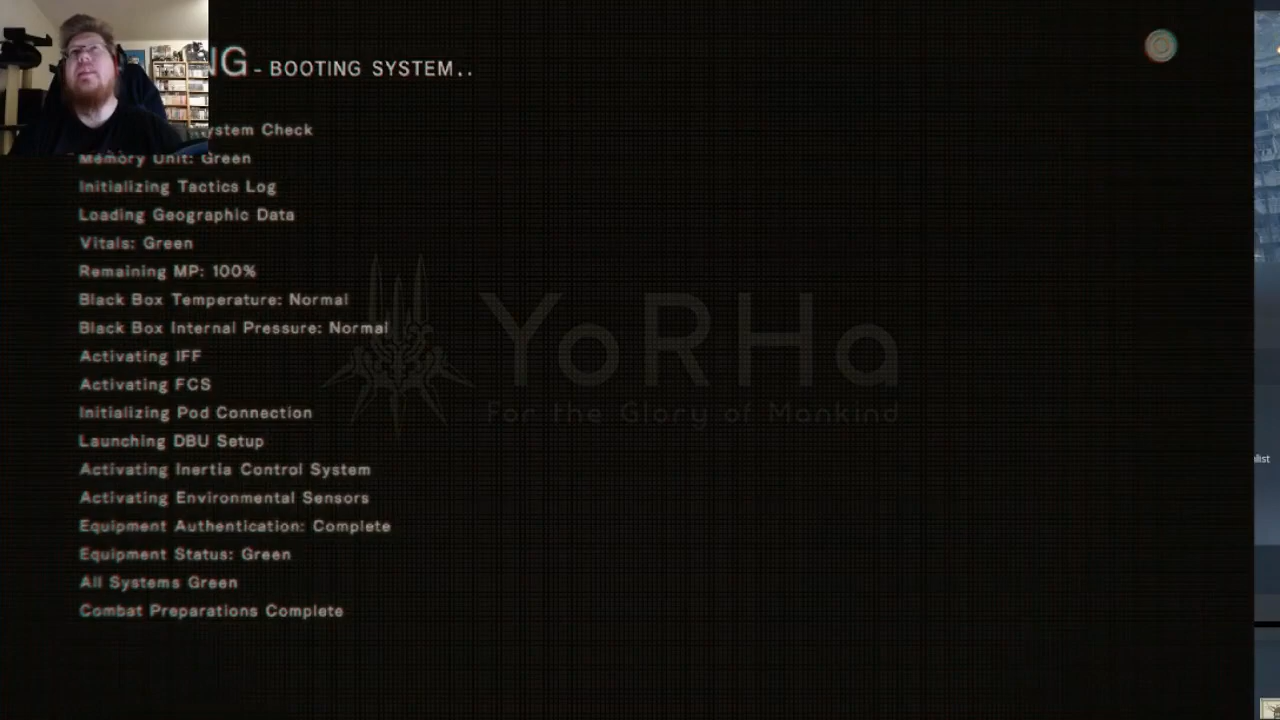 NG - BOOTING SYSTEM..
ystem Check
Memory Unit: Green
Initializing Tactics Log
Loading Geographic Data
Vitals: Green
Remaining MP: 100%
Black Box Temperature: Normal
Black Box Internal Pressure: Normal
Activating IFF
Activating FCS
Initializing Pod Connection
Launching DBU Setup
Activating Inertia Control System
Activating Environmental Sensors
Equipment Authentication: Complete
Equipment Status: Green
All Systems Green
Combat Preparations Complete
YoRHa
For the Glory of Mankind
alist